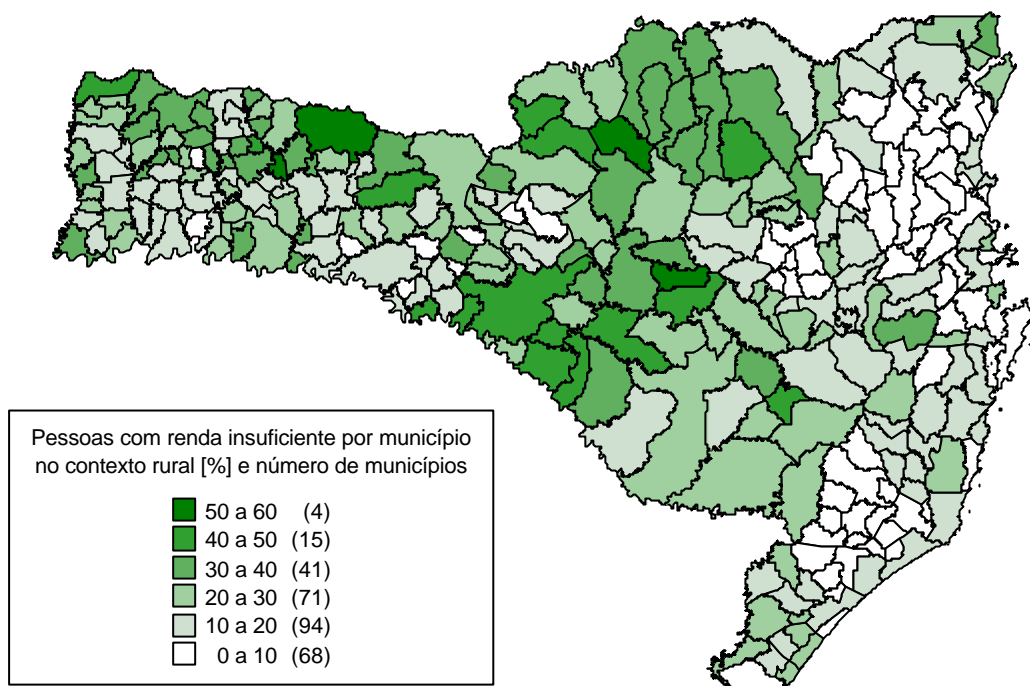 Pessoas com renda insuficiente por município
no contexto rural [%] e número de municípios
50 a 60 (4)
40 a 50 (15)
30 a 40 (41)
20 a 30 (71)
10 a 20 (94)
0 a 10 (68)